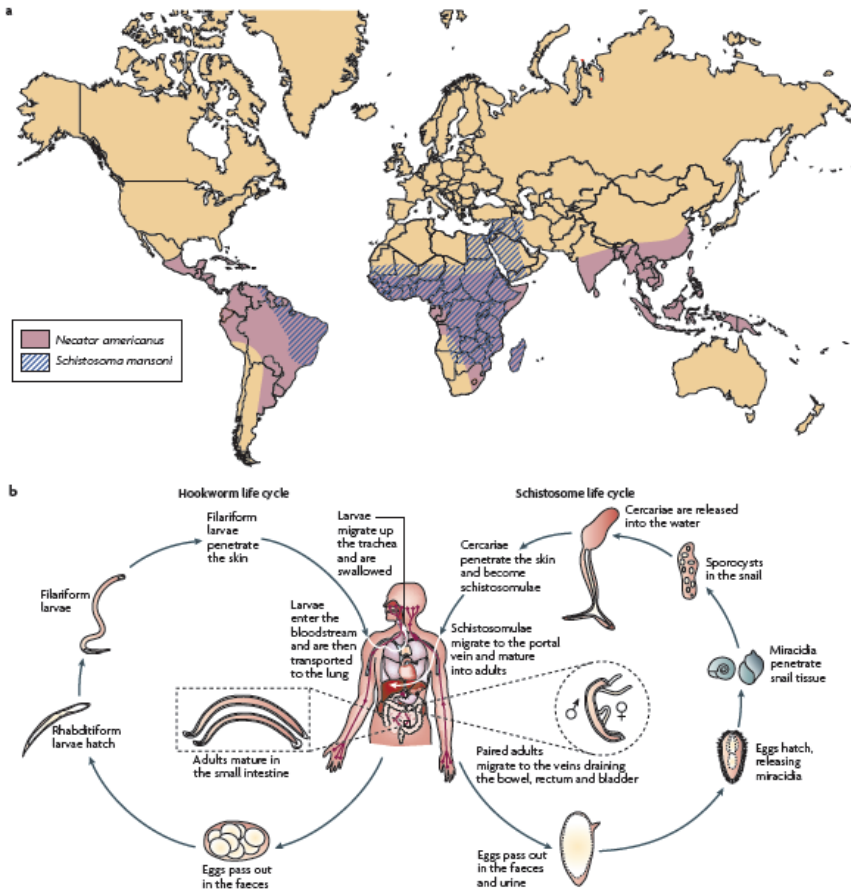 a
Necator americanus
Schistosoma mansoni
b
Hookworm life cycle
Filariform
larvae
penetrate
the skin
Larvae
migrate up
the trachea
and are
swallowed
Filariform
larvae
Larvae
enter the
bloodstream
and are then
transported
to the lung
Rhabditiform
larvae hatch
Adults mature in
the small intestine
Eggs pass out
in the faeces
Schistosome life cycle
Cercariae are released
into the water
Cercariae
penetrate the skin
and become
schistosomulae
Sporocysts
in the snail
Schistosomulae
migrate to the portal
vein and mature
into adults
Miracidia
penetrate
snail tissue
♂
♀
Paired adults
migrate to the veins draining
the bowel, rectum and bladder
Eggs hatch,
releasing
miracidia
Eggs pass out
in the faeces
and urine